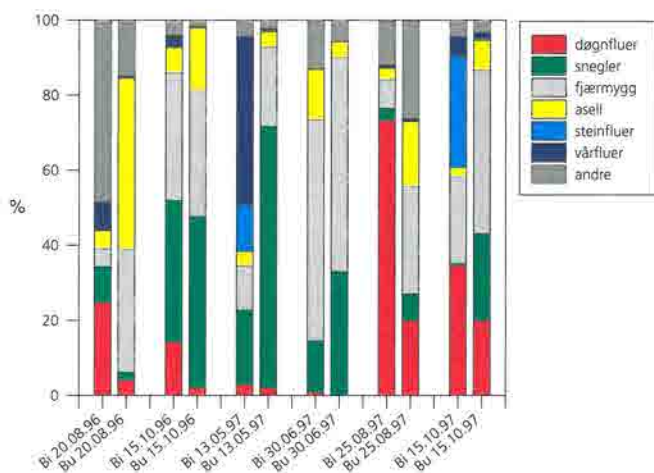 100
80
60
%
40
20
0
Bi 20.08.96
Bu 20.08.96
Bi 15.10.96
Bu 15.10.96
Bi 13.05.97
Bu 13.05.97
Bi 30.06.97
Bu 30.06.97
Bi 25.08.97
Bu 25.08.97
Bi 15.10.97
Bu 15.10.97
døgnfluer
snegler
fjærmygg
asell
steinfluer
vårfluer
andre